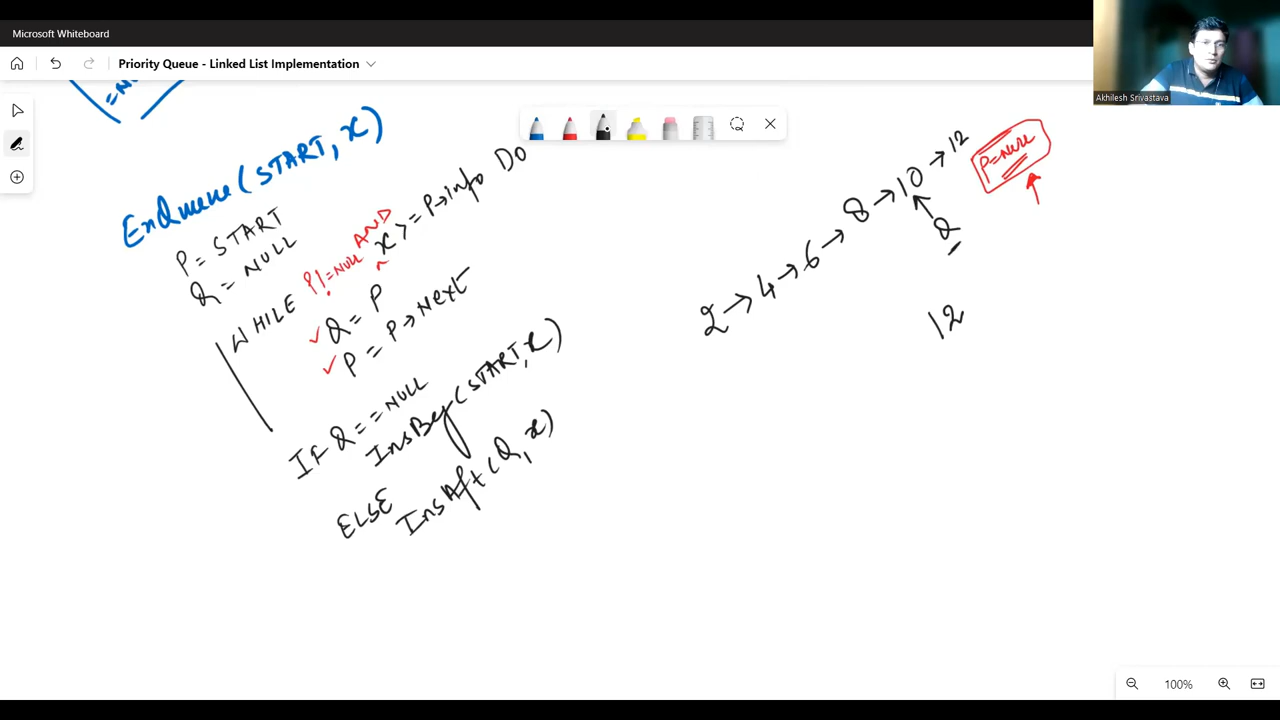 Microsoft Whiteboard
Priority Queue - Linked List Implementation
Akhilesh Srivastava
EnQueue(START, x)
P = START
Q = NULL
WHILE P!=NULL AND x >= P→info Do
Q = P
P = P→Next
IF Q == NULL
InsBeg(START, x)
ELSE
InsAft(Q, x)
2→4→6→8→10→12
P=NULL
Q
12
100%